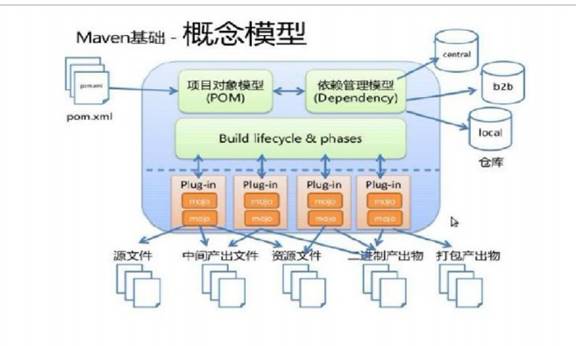 Maven基础 - 概念模型
pom.xml
pom.xml
项目对象模型
(POM)
依赖管理模型
(Dependency)
central
b2b
local
仓库
Build lifecycle & phases
Plug-in
mojo
mojo
Plug-in
mojo
mojo
Plug-in
mojo
mojo
Plug-in
mojo
mojo
源文件
中间产出文件
资源文件
二进制产出物
打包产出物